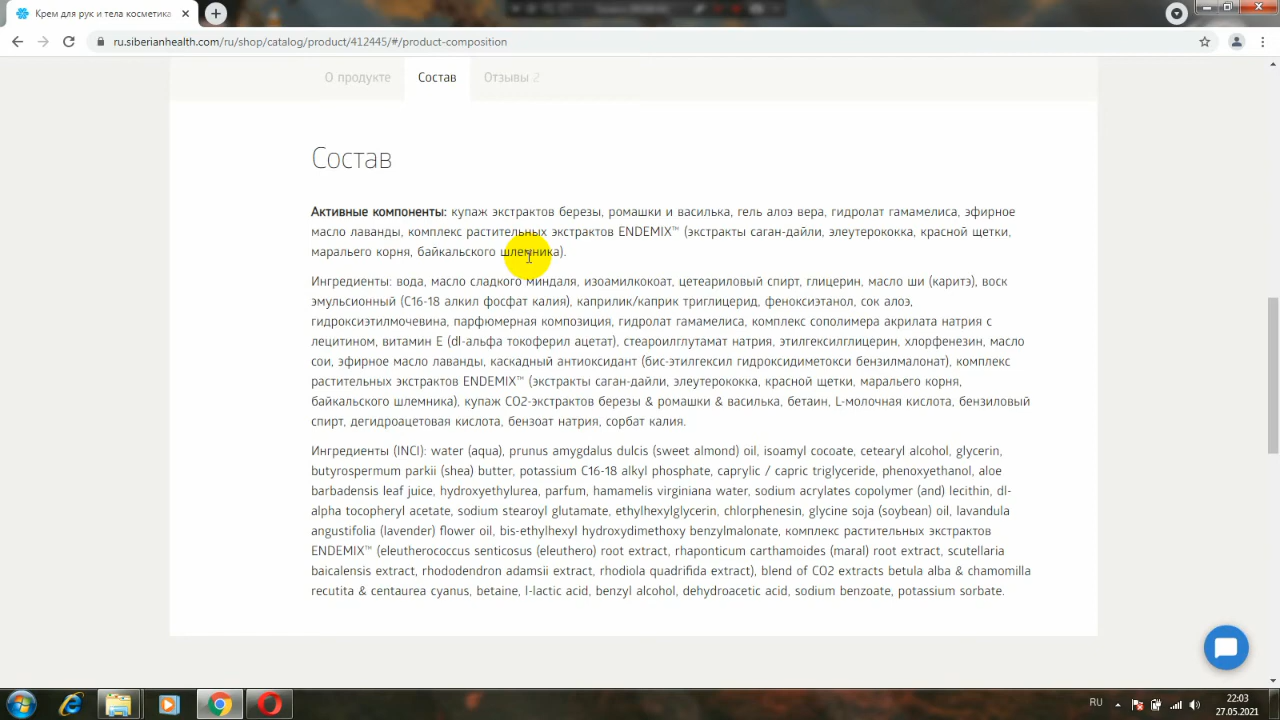 Крем для рук и тела косметика
ru.siberianhealth.com/ru/shop/catalog/product/412445/#/product-composition
О продукте Состав Отзывы 2
Состав
Активные компоненты: купаж экстрактов березы, ромашки и василька, гель алоэ вера, гидролат гамамелиса, эфирное
масло лаванды, комплекс растительных экстрактов ENDEMIX™ (экстракты саган-дайли, элеутерококка, красной щетки,
маральего корня, байкальского шлемника).
Ингредиенты: вода, масло сладкого миндаля, изоамилкокоат, цетеариловый спирт, глицерин, масло ши (каритэ), воск
эмульсионный (C16-18 алкил фосфат калия), каприлик/каприк триглицерид, феноксиэтанол, сок алоэ,
гидроксиэтилмочевина, парфюмерная композиция, гидролат гамамелиса, комплекс сополимера акрилата натрия с
лецитином, витамин Е (dl-альфа токоферил ацетат), стеароилглутамат натрия, этилгексилглицерин, хлорфенезин, масло
сои, эфирное масло лаванды, каскадный антиоксидант (бис-этилгексил гидроксидиметокси бензилмалонат), комплекс
растительных экстрактов ENDEMIX™ (экстракты саган-дайли, элеутерококка, красной щетки, маральего корня,
байкальского шлемника), купаж CO2-экстрактов березы & ромашки & василька, бетаин, L-молочная кислота, бензиловый
спирт, дегидроацетовая кислота, бензоат натрия, сорбат калия.
Ингредиенты (INCI): water (aqua), prunus amygdalus dulcis (sweet almond) oil, isoamyl cocoate, cetearyl alcohol, glycerin,
butyrospermum parkii (shea) butter, potassium C16-18 alkyl phosphate, caprylic / capric triglyceride, phenoxyethanol, aloe
barbadensis leaf juice, hydroxyethylurea, parfum, hamamelis virginiana water, sodium acrylates copolymer (and) lecithin, dl-
alpha tocopheryl acetate, sodium stearoyl glutamate, ethylhexylglycerin, chlorphenesin, glycine soja (soybean) oil, lavandula
angustifolia (lavender) flower oil, bis-ethylhexyl hydroxydimethoxy benzylmalonate, комплекс растительных экстрактов
ENDEMIX™ (eleutherococcus senticosus (eleuthero) root extract, rhaponticum carthamoides (maral) root extract, scutellaria
baicalensis extract, rhododendron adamsii extract, rhodiola quadrifida extract), blend of CO2 extracts betula alba & chamomilla
recutita & centaurea cyanus, betaine, l-lactic acid, benzyl alcohol, dehydroacetic acid, sodium benzoate, potassium sorbate.
RU
22:03
27.05.2021